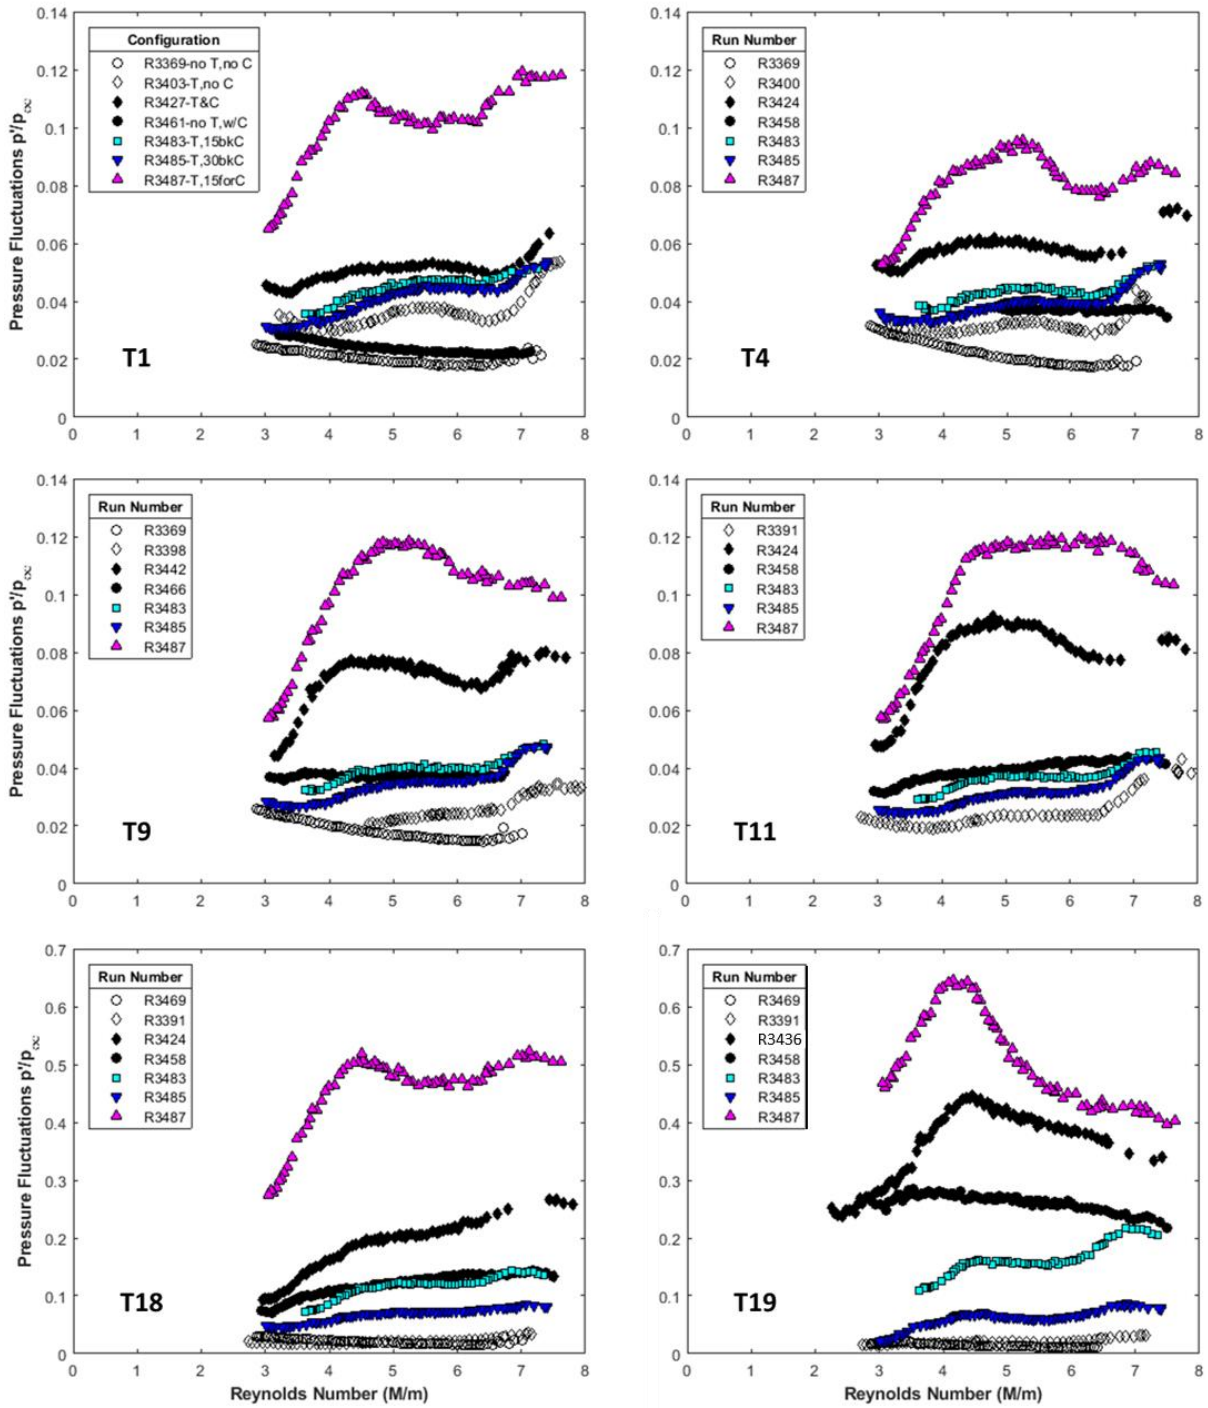 Pressure Fluctuations p'/p∞
0.14
0.12
0.1
0.08
0.06
0.04
0.02
0
Configuration
R3369-no T,no C
R3403-T,no C
R3427-T&C
R3461-no T,w/C
R3483-T,15bkC
R3485-T,30bkC
R3487-T,15forC
T1
0 1 2 3 4 5 6 7 8
0.14
0.12
0.1
0.08
0.06
0.04
0.02
0
Run Number
R3369
R3400
R3424
R3458
R3483
R3485
R3487
T4
0 1 2 3 4 5 6 7 8
Pressure Fluctuations p'/p∞
0.14
0.12
0.1
0.08
0.06
0.04
0.02
0
Run Number
R3369
R3398
R3442
R3466
R3483
R3485
R3487
T9
0 1 2 3 4 5 6 7 8
0.14
0.12
0.1
0.08
0.06
0.04
0.02
0
Run Number
R3391
R3424
R3458
R3483
R3485
R3487
T11
0 1 2 3 4 5 6 7 8
Pressure Fluctuations p'/p∞
0.7
0.6
0.5
0.4
0.3
0.2
0.1
0
Run Number
R3469
R3391
R3424
R3458
R3483
R3485
R3487
T18
0 1 2 3 4 5 6 7 8
Reynolds Number (M/m)
0.7
0.6
0.5
0.4
0.3
0.2
0.1
0
Run Number
R3469
R3391
R3436
R3458
R3483
R3485
R3487
T19
0 1 2 3 4 5 6 7 8
Reynolds Number (M/m)